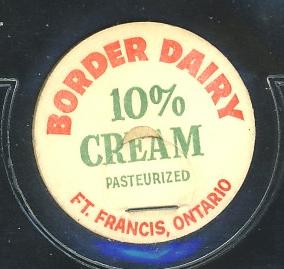 BORDER DAIRY
10%
CREAM
PASTEURIZED
FT. FRANCIS, ONTARIO